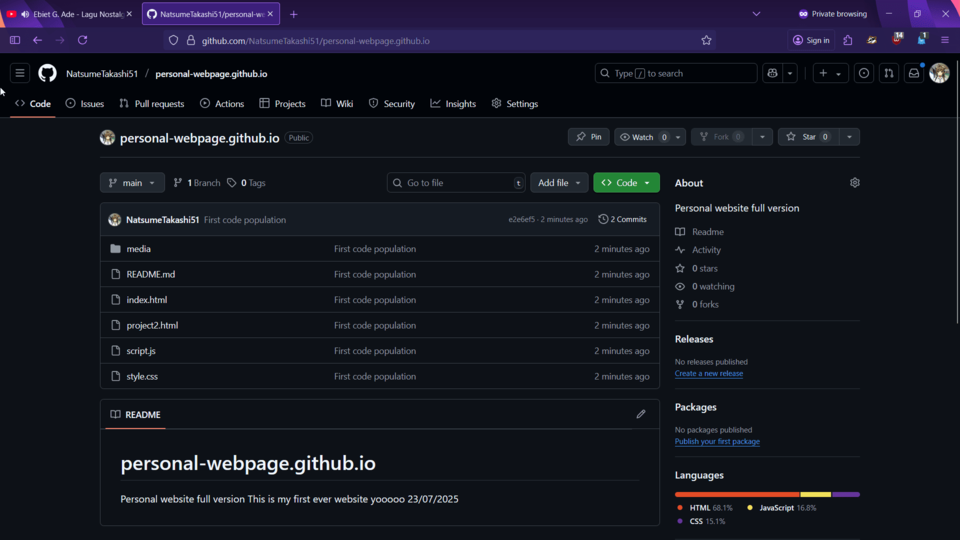 Ebiet G. Ade - Lagu Nostalg
NatsumeTakashi51/personal-we
Private browsing
github.com/NatsumeTakashi51/personal-webpage.github.io
Sign in
14
1
NatsumeTakashi51 / personal-webpage.github.io
Type / to search
Code
Issues
Pull requests
Actions
Projects
Wiki
Security
Insights
Settings
personal-webpage.github.io Public
Pin
Watch 0
Fork 0
Star 0
main
1 Branch
0 Tags
Go to file t
Add file
Code
NatsumeTakashi51 First code population
e2e6ef5 · 2 minutes ago
2 Commits
media First code population 2 minutes ago
README.md First code population 2 minutes ago
index.html First code population 2 minutes ago
project2.html First code population 2 minutes ago
script.js First code population 2 minutes ago
style.css First code population 2 minutes ago
README
personal-webpage.github.io
Personal website full version This is my first ever website yooooo 23/07/2025
About
Personal website full version
Readme
Activity
0 stars
0 watching
0 forks
Releases
No releases published
Create a new release
Packages
No packages published
Publish your first package
Languages
HTML 68.1%
JavaScript 16.8%
CSS 15.1%